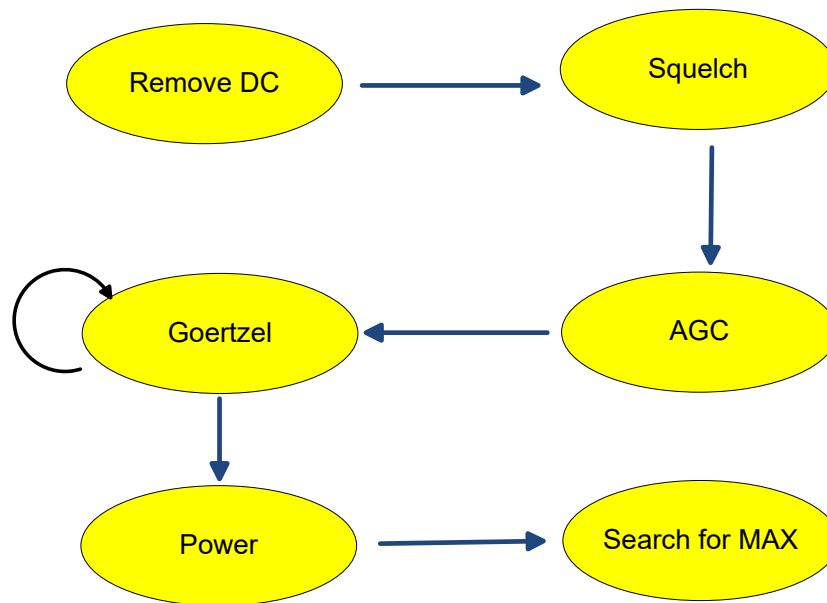 Remove DC
Squelch
Goertzel
AGC
Power
Search for MAX